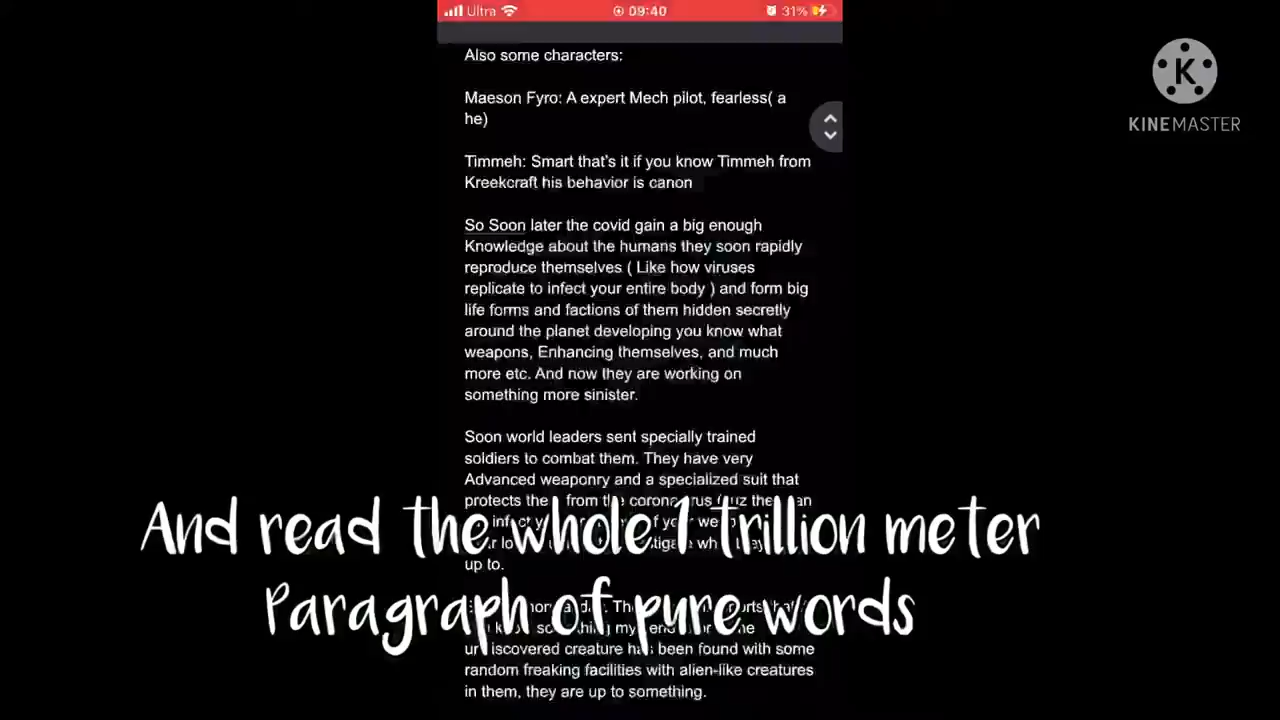 Ultra
09:40
31%
KINEMASTER
Also some characters:
Maeson Fyro: A expert Mech pilot, fearless( a
he)
Timmeh: Smart that's it if you know Timmeh from
Kreekcraft his behavior is canon
So Soon later the covid gain a big enough
Knowledge about the humans they soon rapidly
reproduce themselves ( Like how viruses
replicate to infect your entire body ) and form big
life forms and factions of them hidden secretly
around the planet developing you know what
weapons, Enhancing themselves, and much
more etc. And now they are working on
something more sinister.
Soon world leaders sent specially trained
soldiers to combat them. They have very
Advanced weaponry and a specialized suit that
protects from the
up to.
creature has been found with some
random freaking facilities with alien-like creatures
in them, they are up to something.
And read the whole 1 trillion meter
Paragraph of pure words